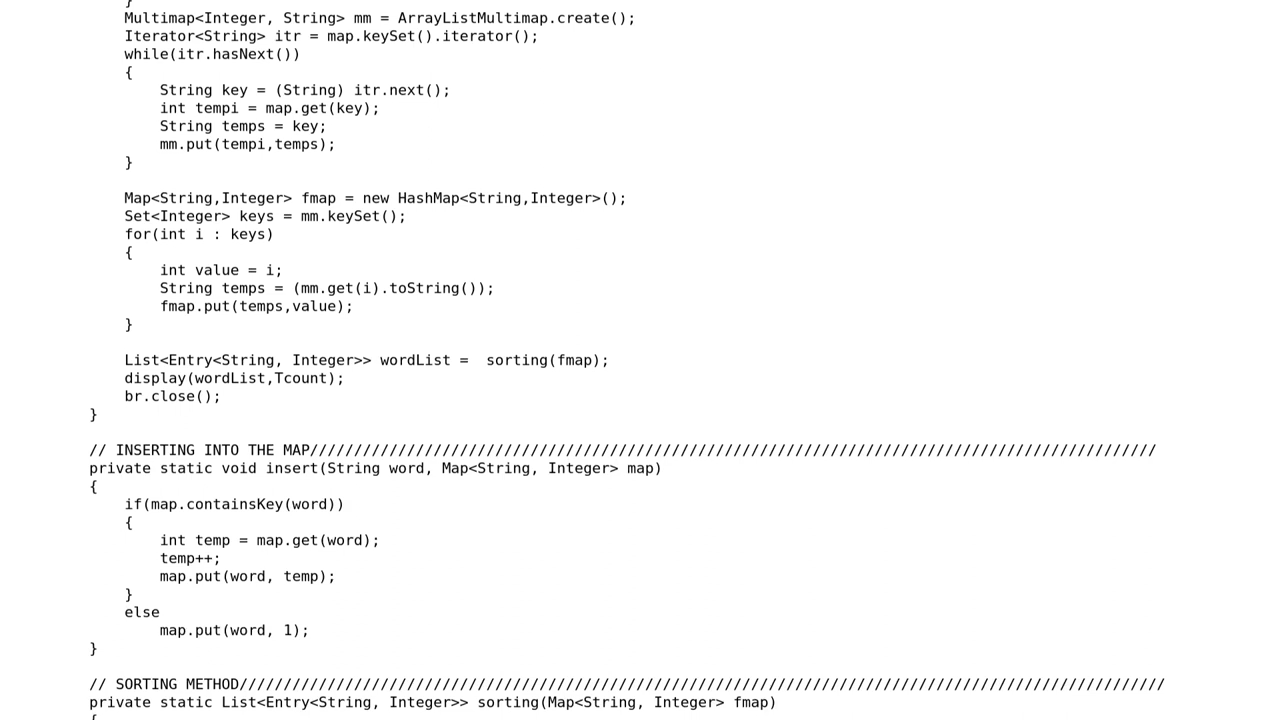 }
Multimap<Integer, String> mm = ArrayListMultimap.create();
Iterator<String> itr = map.keySet().iterator();
while(itr.hasNext())
{
String key = (String) itr.next();
int tempi = map.get(key);
String temps = key;
mm.put(tempi,temps);
}
Map<String,Integer> fmap = new HashMap<String,Integer>();
Set<Integer> keys = mm.keySet();
for(int i : keys)
{
int value = i;
String temps = (mm.get(i).toString());
fmap.put(temps,value);
}
List<Entry<String, Integer>> wordList =  sorting(fmap);
display(wordList,Tcount);
br.close();
}
// INSERTING INTO THE MAP////////////////////////////////////////////////////////////////////////////////////////////////
private static void insert(String word, Map<String, Integer> map)
{
if(map.containsKey(word))
{
int temp = map.get(word);
temp++;
map.put(word, temp);
}
else
map.put(word, 1);
}
// SORTING METHOD/////////////////////////////////////////////////////////////////////////////////////////////////////////
private static List<Entry<String, Integer>> sorting(Map<String, Integer> fmap)
{